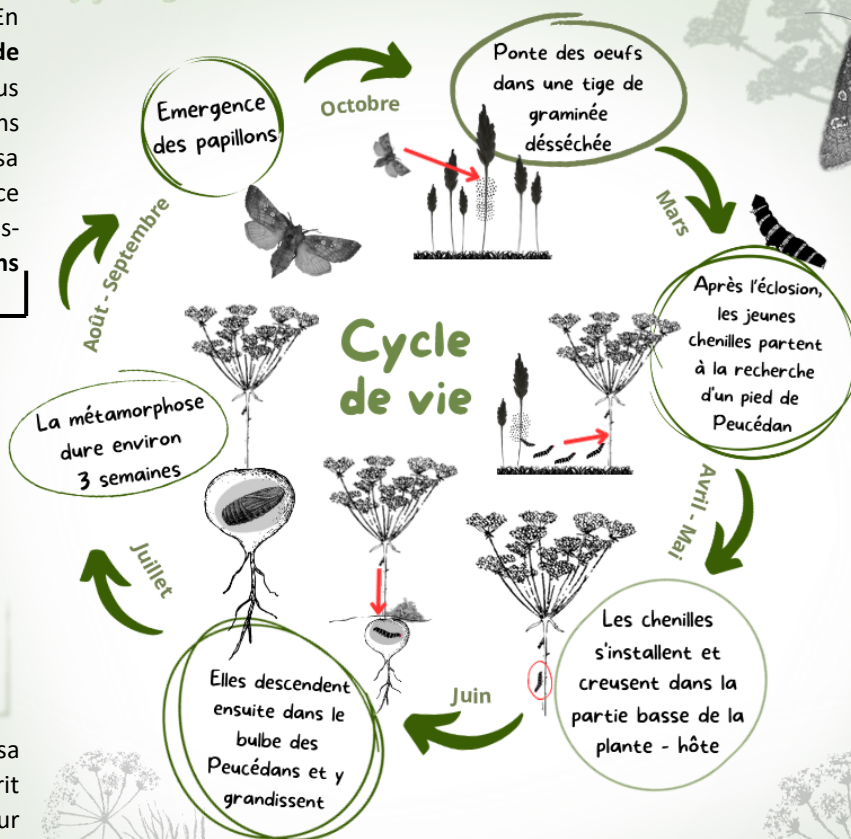 En
de
us
ns
sa
ce
s-
ns
Emergence
des papillons
Octobre
Ponte des oeufs
dans une tige de
graminée
désséchée
Mars
Après l'éclosion,
les jeunes
chenilles partent
à la recherche
d'un pied de
Peucédan
Avril - Mai
Les chenilles
s'installent et
creusent dans la
partie basse de la
plante - hôte
Juin
Elles descendent
ensuite dans le
bulbe des
Peucédans et y
grandissent
Juillet
La métamorphose
dure environ
3 semaines
Août - Septembre
Cycle
de vie
sa
rit
ur